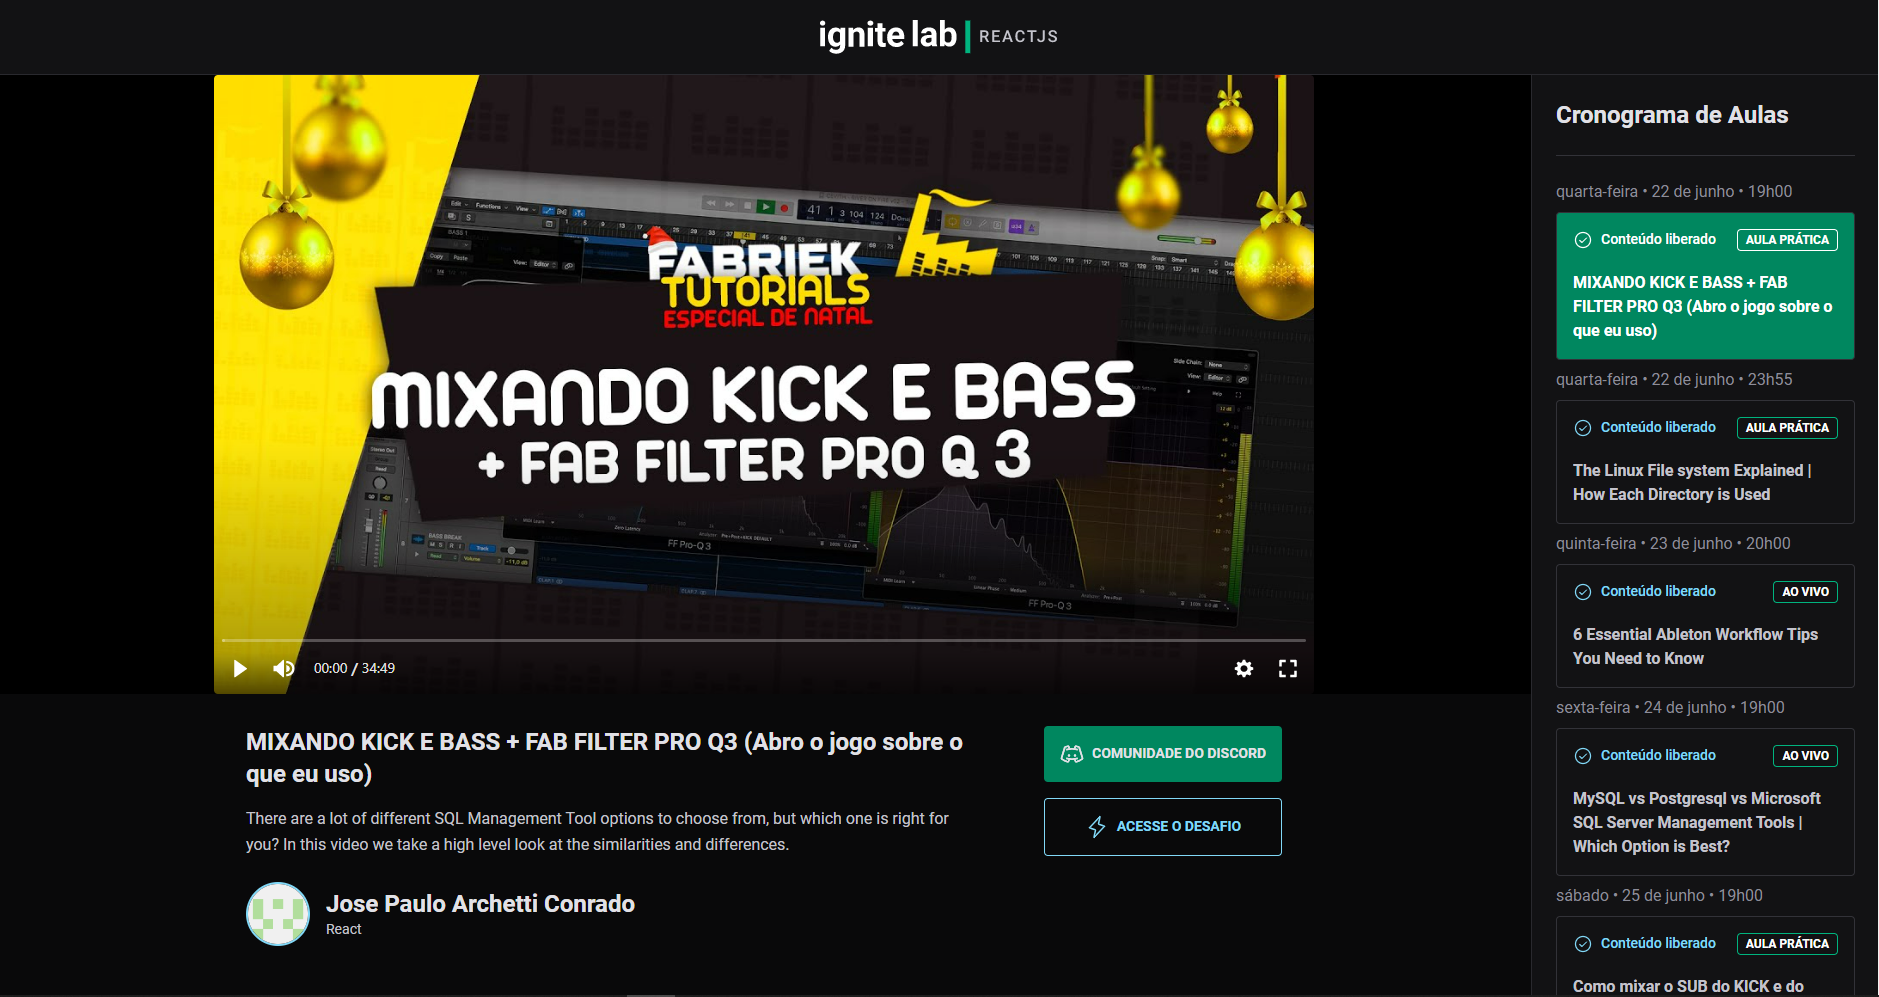 ignite lab | REACTJS
FABRIEK
TUTORIALS
ESPECIAL DE NATAL
MIXANDO KICK E BASS
+ FAB FILTER PRO Q 3
FF Pro-Q 3
FF Pro-Q 3
00:00 / 34:49
MIXANDO KICK E BASS + FAB FILTER PRO Q3 (Abro o jogo sobre o
que eu uso)
There are a lot of different SQL Management Tool options to choose from, but which one is right for
you? In this video we take a high level look at the similarities and differences.
Jose Paulo Archetti Conrado
React
COMUNIDADE DO DISCORD
ACESSE O DESAFIO
Cronograma de Aulas
quarta-feira • 22 de junho • 19h00
Conteúdo liberado AULA PRÁTICA
MIXANDO KICK E BASS + FAB
FILTER PRO Q3 (Abro o jogo sobre o
que eu uso)
quarta-feira • 22 de junho • 23h55
Conteúdo liberado AULA PRÁTICA
The Linux File system Explained |
How Each Directory is Used
quinta-feira • 23 de junho • 20h00
Conteúdo liberado AO VIVO
6 Essential Ableton Workflow Tips
You Need to Know
sexta-feira • 24 de junho • 19h00
Conteúdo liberado AO VIVO
MySQL vs Postgresql vs Microsoft
SQL Server Management Tools |
Which Option is Best?
sábado • 25 de junho • 19h00
Conteúdo liberado AULA PRÁTICA
Como mixar o SUB do KICK e do